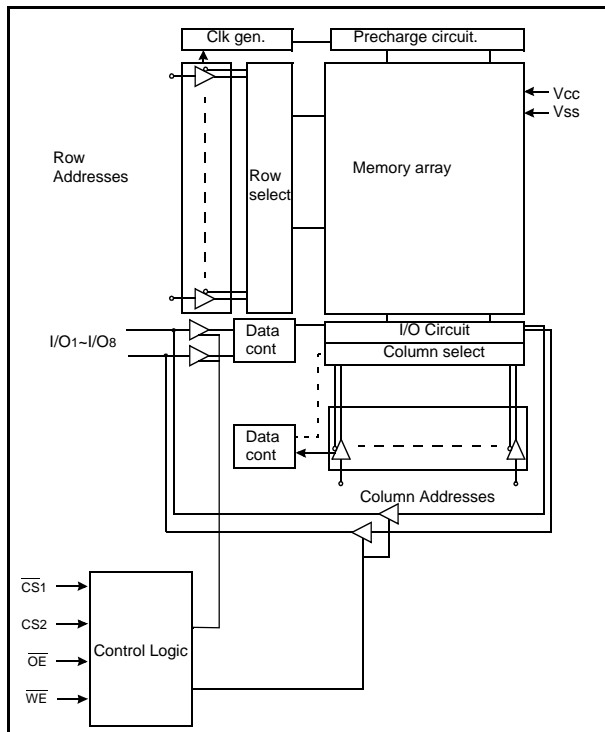 Clk gen.
Precharge circuit.
Vcc
Vss
Row
Addresses
Row
select
Memory array
I/O1~I/O8
Data
cont
I/O Circuit
Column select
Data
cont
Column Addresses
CS1
CS2
OE
WE
Control Logic